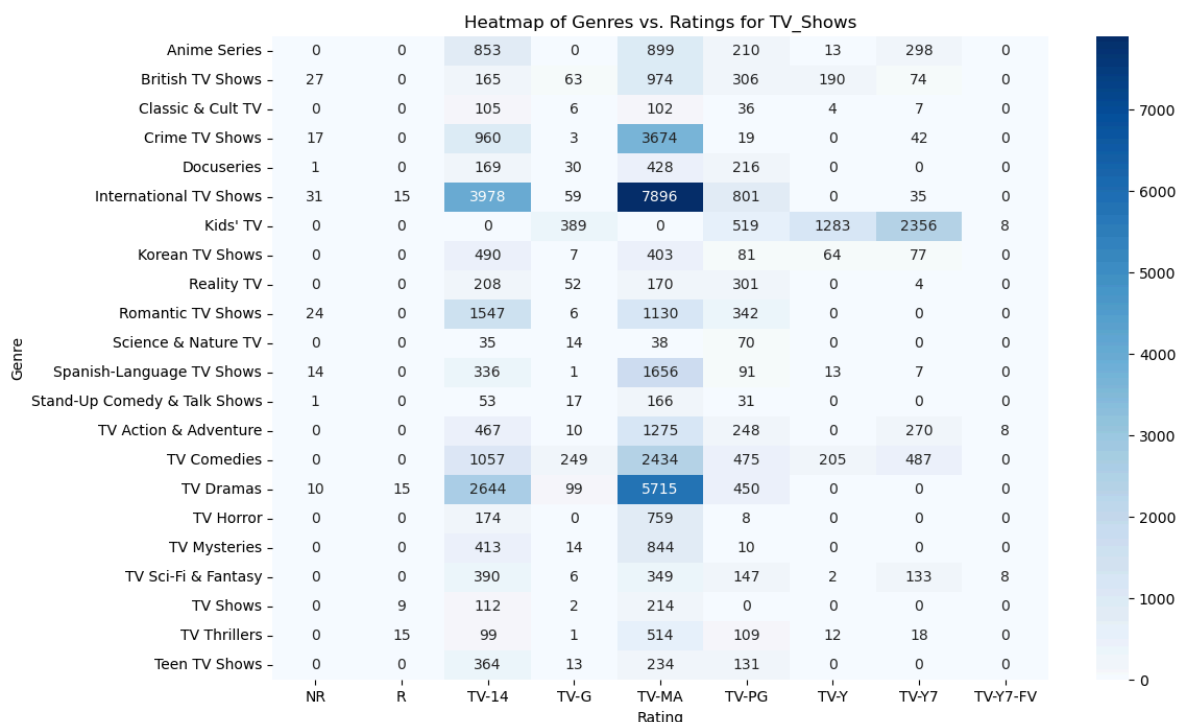 Heatmap of Genres vs. Ratings for TV_Shows
Anime Series 0 0 853 0 899 210 13 298 0
British TV Shows 27 0 165 63 974 306 190 74 0
Classic & Cult TV 0 0 105 6 102 36 4 7 0
Crime TV Shows 17 0 960 3 3674 19 0 42 0
Docuseries 1 0 169 30 428 216 0 0 0
International TV Shows 31 15 3978 59 7896 801 0 35 0
Kids' TV 0 0 0 389 0 519 1283 2356 8
Korean TV Shows 0 0 490 7 403 81 64 77 0
Reality TV 0 0 208 52 170 301 0 4 0
Romantic TV Shows 24 0 1547 6 1130 342 0 0 0
Science & Nature TV 0 0 35 14 38 70 0 0 0
Spanish-Language TV Shows 14 0 336 1 1656 91 13 7 0
Stand-Up Comedy & Talk Shows 1 0 53 17 166 31 0 0 0
TV Action & Adventure 0 0 467 10 1275 248 0 270 8
TV Comedies 0 0 1057 249 2434 475 205 487 0
TV Dramas 10 15 2644 99 5715 450 0 0 0
TV Horror 0 0 174 0 759 8 0 0 0
TV Mysteries 0 0 413 14 844 10 0 0 0
TV Sci-Fi & Fantasy 0 0 390 6 349 147 2 133 8
TV Shows 0 9 112 2 214 0 0 0 0
TV Thrillers 0 15 99 1 514 109 12 18 0
Teen TV Shows 0 0 364 13 234 131 0 0 0
NR R TV-14 TV-G TV-MA TV-PG TV-Y TV-Y7 TV-Y7-FV
Rating
Genre
7000
6000
5000
4000
3000
2000
1000
0